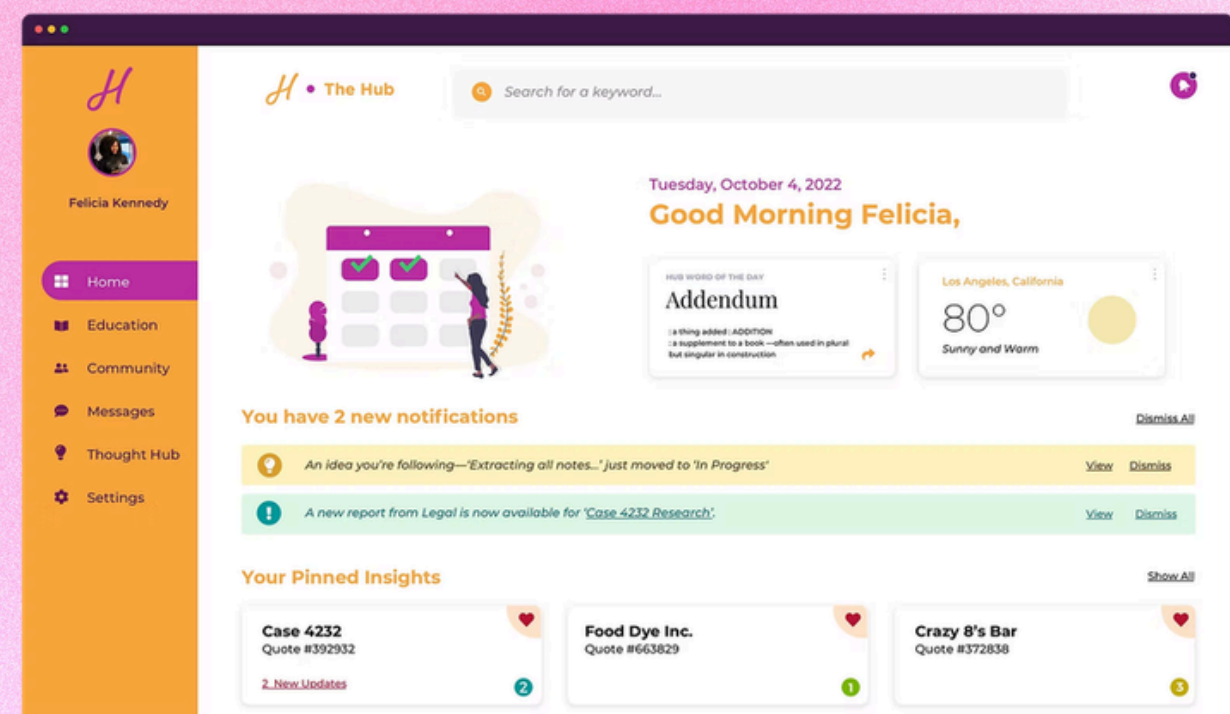 H
Felicia Kennedy
Home
Education
Community
Messages
Thought Hub
Settings
H • The Hub
Search for a keyword...
Tuesday, October 4, 2022
Good Morning Felicia,
HUB WORD OF THE DAY
Addendum
: a thing added : ADDITION
: a supplement to a book —often used in plural
but singular in construction
Los Angeles, California
80°
Sunny and Warm
You have 2 new notifications
Dismiss All
An idea you're following—'Extracting all notes...' just moved to 'In Progress'
View Dismiss
A new report from Legal is now available for 'Case 4232 Research'.
View Dismiss
Your Pinned Insights
Show All
Case 4232
Quote #392932
2 New Updates
2
Food Dye Inc.
Quote #663829
1
Crazy 8's Bar
Quote #372838
3